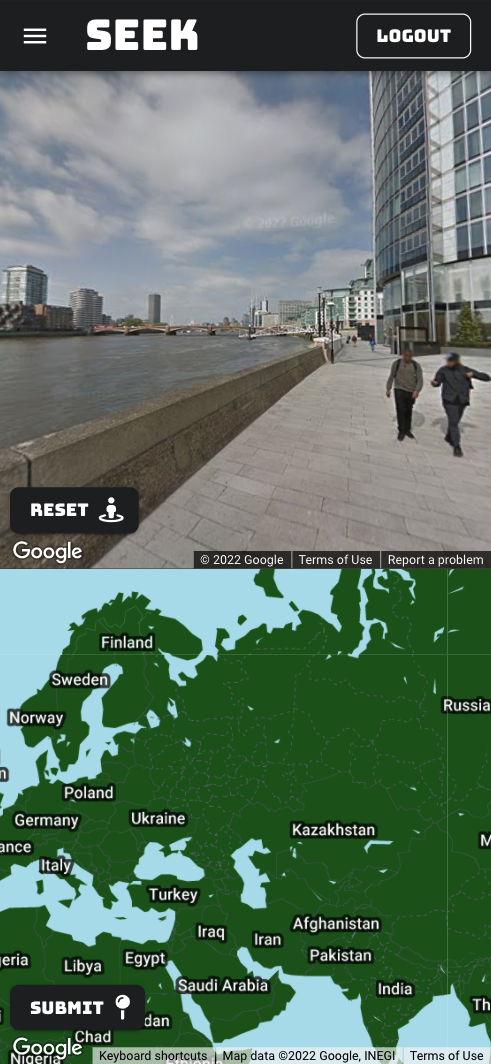 SEEK
LOGOUT
© 2022 Google
RESET
Google
© 2022 Google
Terms of Use
Report a problem
Finland
Sweden
Norway
Russia
Poland
Germany
Ukraine
Kazakhstan
ance
Italy
Turkey
Afghanistan
Iraq
Iran
Pakistan
eria
Libya
Egypt
Saudi Arabia
India
Th
SUBMIT
dan
Chad
Google
Nigeria
Keyboard shortcuts
Map data ©2022 Google, INEGI
Terms of Use